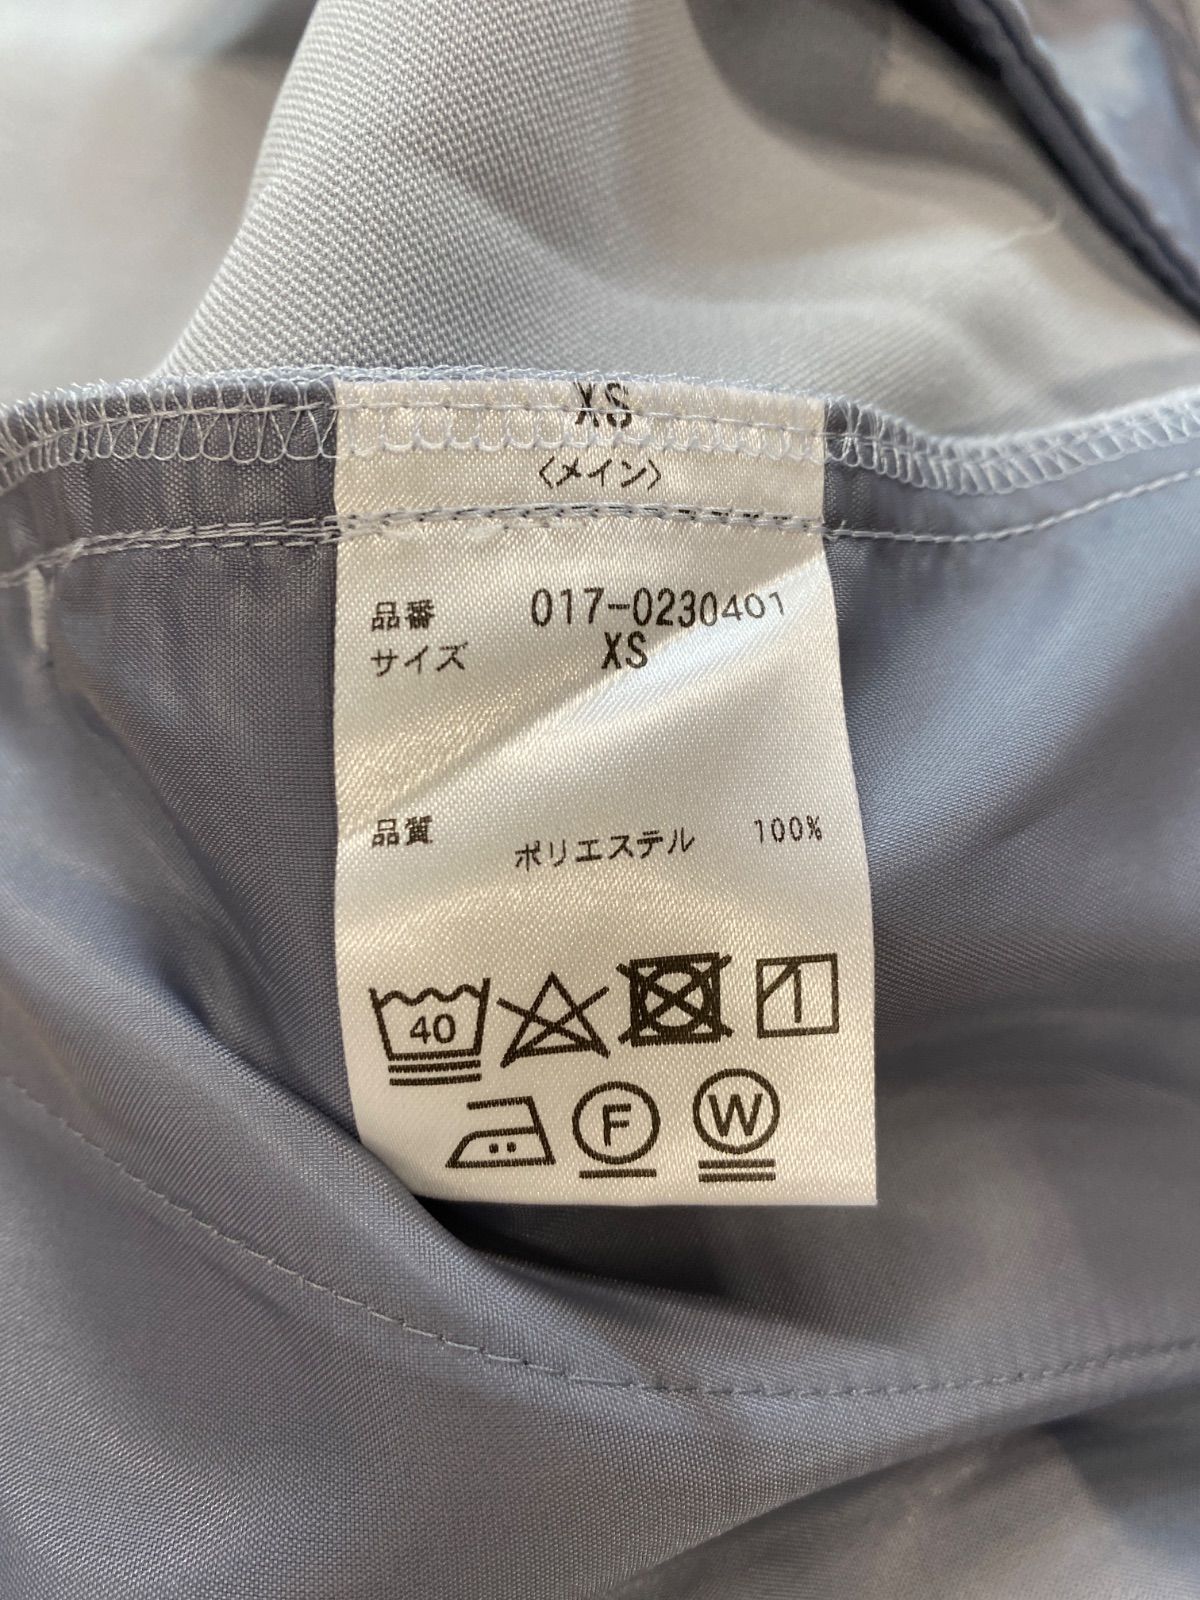 XS
〈メイン〉
品番 017-0230401
サイズ XS
品質 ポリエステル 100%
40
F W